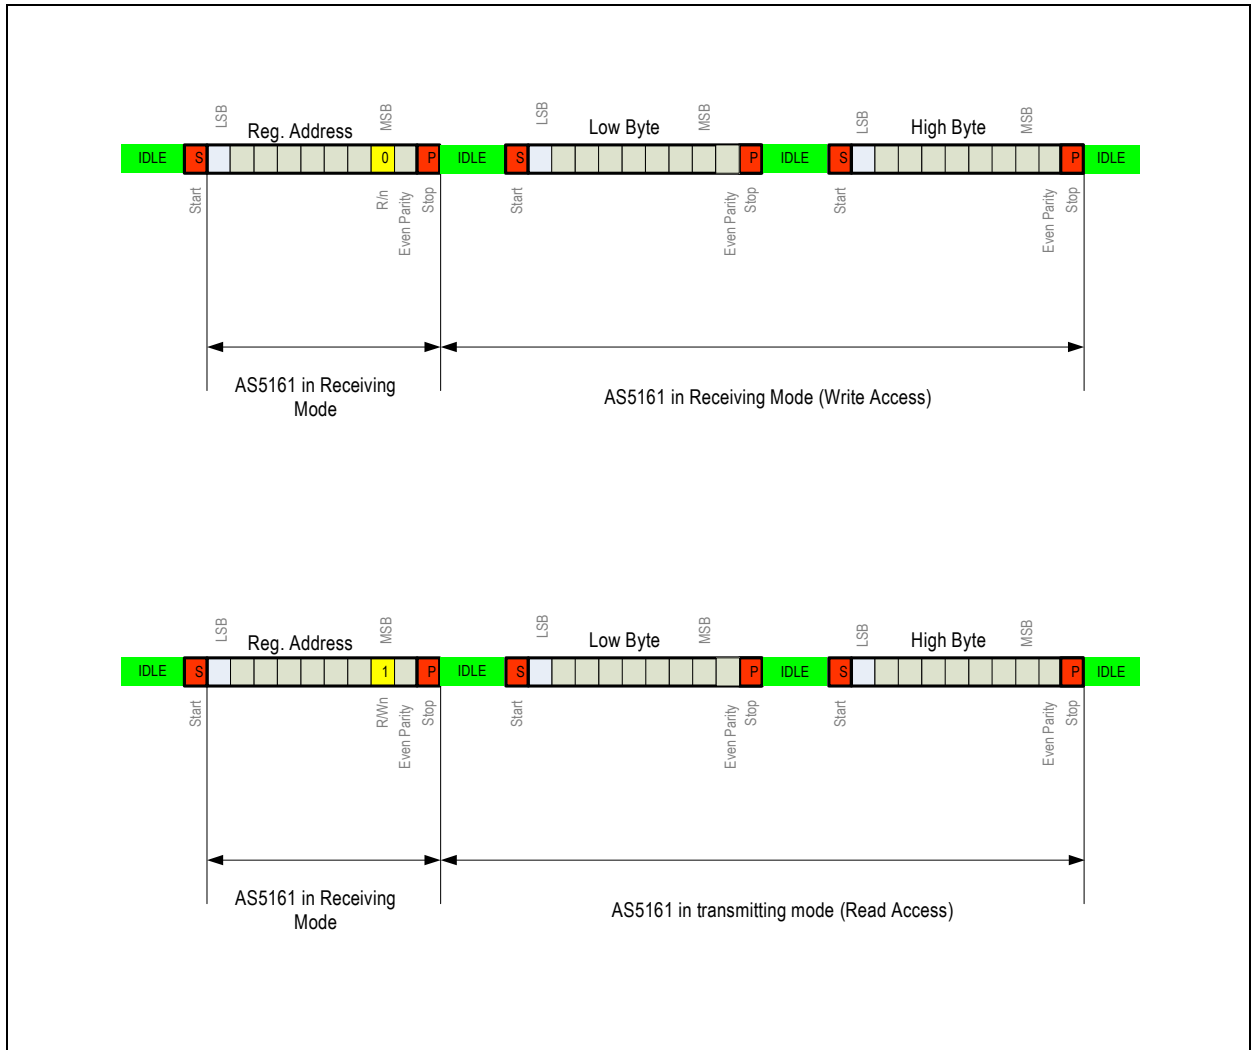 LSB Reg. Address MSB LSB Low Byte MSB LSB High Byte MSB
IDLE S 0 P IDLE S P IDLE S P IDLE
Start R/n Even Parity Stop Start Even Parity Stop Start Even Parity Stop
AS5161 in Receiving
Mode
AS5161 in Receiving Mode (Write Access)
LSB Reg. Address MSB LSB Low Byte MSB LSB High Byte MSB
IDLE S 1 P IDLE S P IDLE S P IDLE
Start R/Wn Even Parity Stop Start Even Parity Stop Start Even Parity Stop
AS5161 in Receiving
Mode
AS5161 in transmitting mode (Read Access)